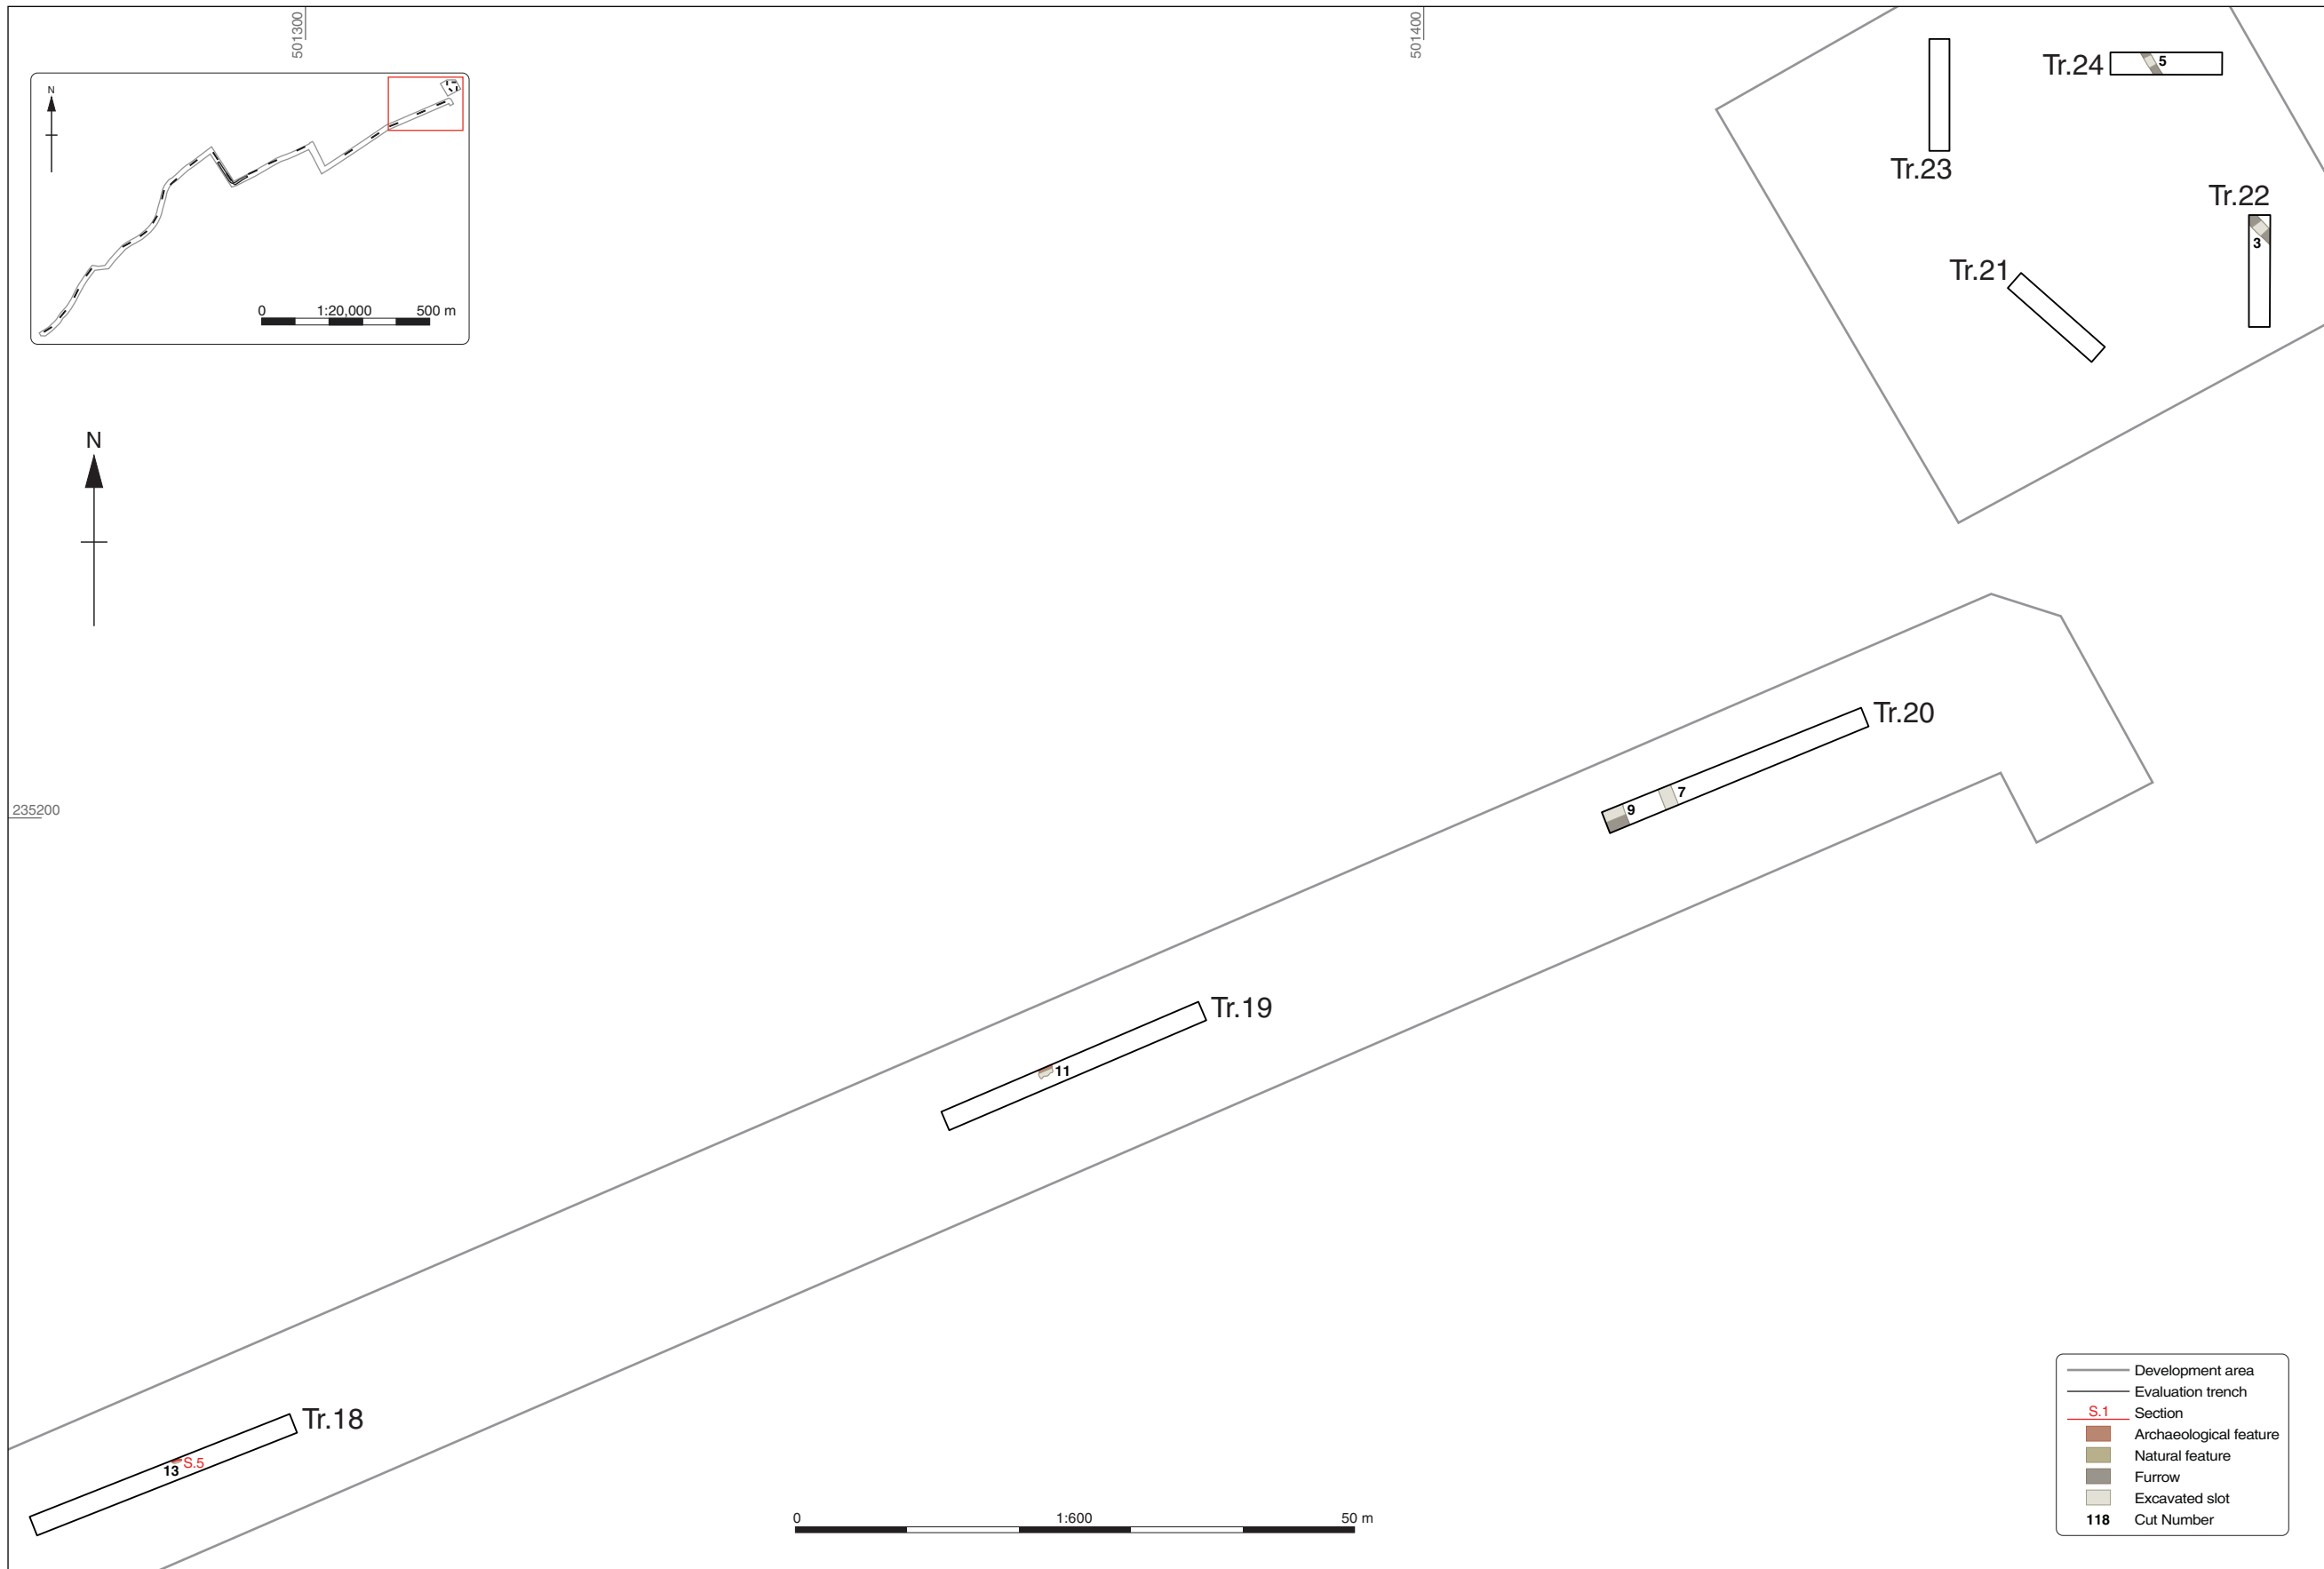 501300
501400
N
0 1:20,000 500 m
Tr.24
5
Tr.23
Tr.22
3
Tr.21
N
Tr.20
7
9
235200
Tr.19
11
Tr.18
13 S.5
0 1:600 50 m
Development area
Evaluation trench
S.1 Section
Archaeological feature
Natural feature
Furrow
Excavated slot
118 Cut Number